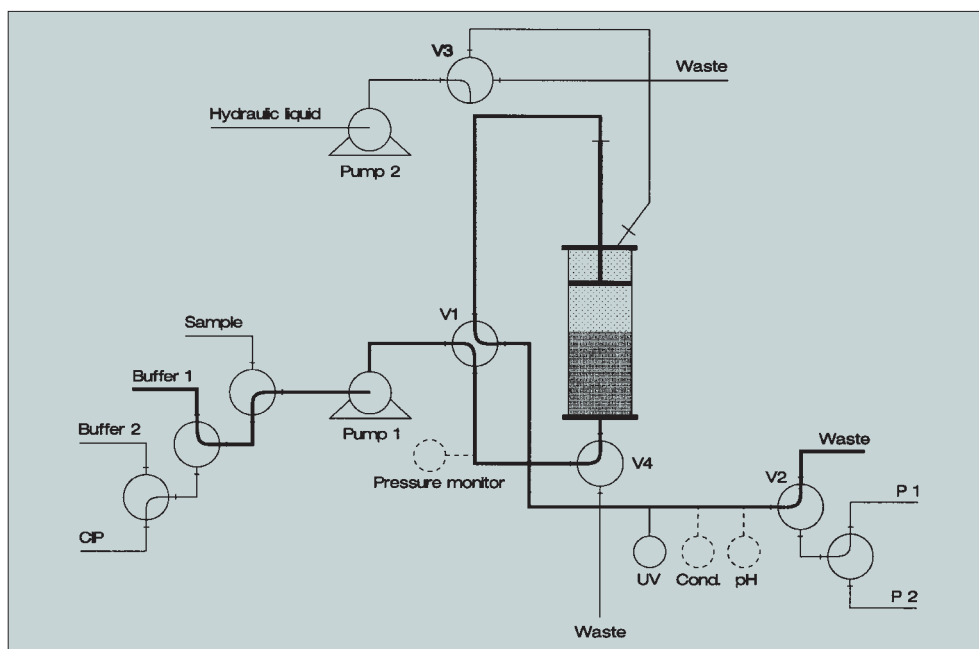 V3
Waste
Hydraulic liquid
Pump 2
V1
Sample
Buffer 1
Pump 1
Buffer 2
V4
Waste
Pressure monitor
V2
P 1
CIP
UV
Cond.
pH
P 2
Waste